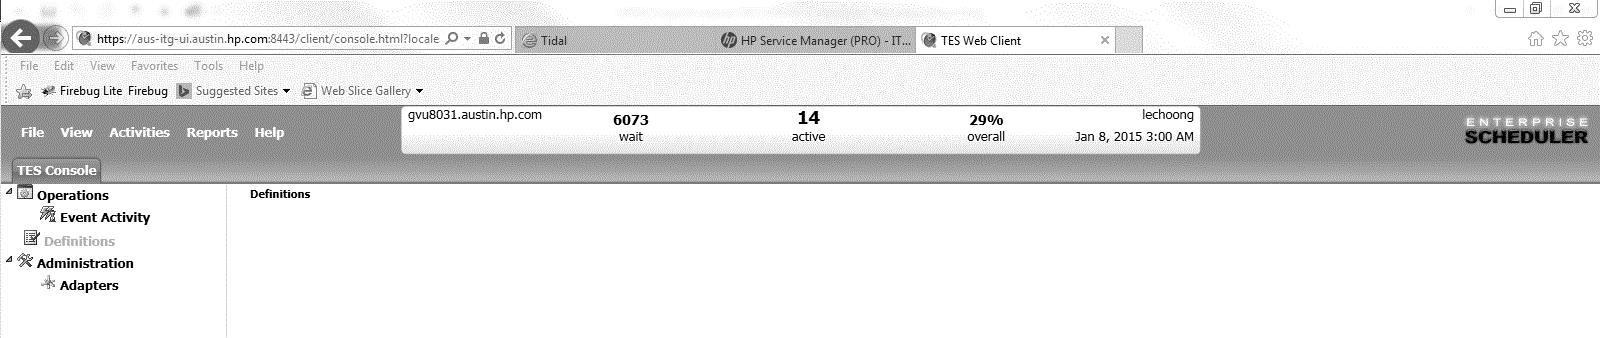 https://aus-itg-ui.austin.hp.com:8443/client/console.html?locale
Tidal
HP Service Manager (PRO) - IT...
TES Web Client
File Edit View Favorites Tools Help
Firebug Lite Firebug Suggested Sites Web Slice Gallery
File View Activities Reports Help
gvu8031.austin.hp.com
6073
wait
14
active
29%
overall
lechoong
Jan 8, 2015 3:00 AM
ENTERPRISE
SCHEDULER
TES Console
Operations
Event Activity
Definitions
Administration
Adapters
Definitions